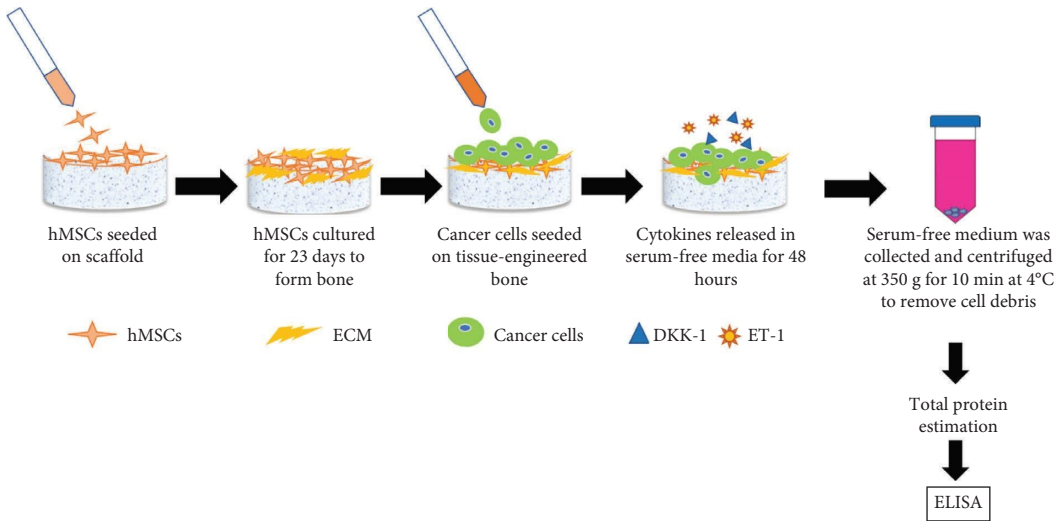 hMSCs seeded
on scaffold
hMSCs cultured
for 23 days to
form bone
Cancer cells seeded
on tissue-engineered
bone
Cytokines released in
serum-free media for 48
hours
Serum-free medium was
collected and centrifuged
at 350 g for 10 min at 4°C
to remove cell debris
hMSCs
ECM
Cancer cells
DKK-1
ET-1
Total protein
estimation
ELISA